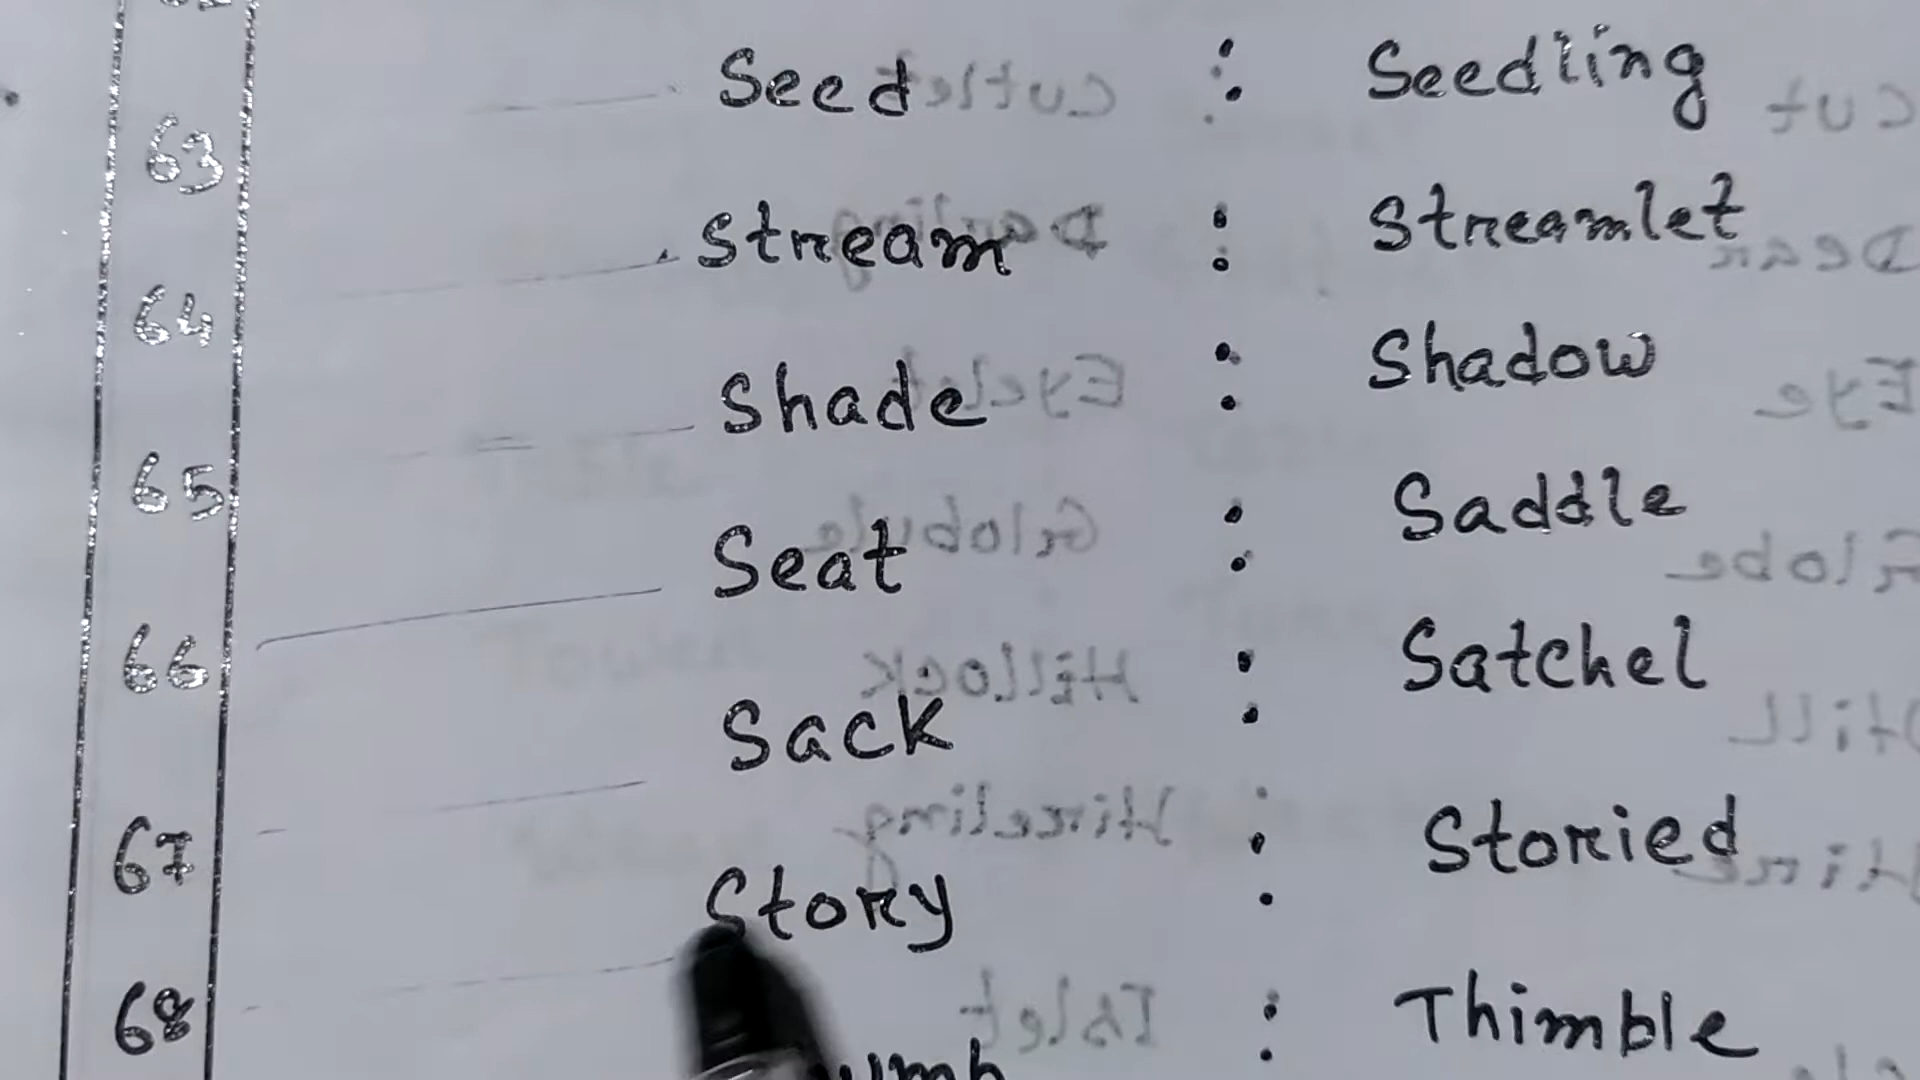 Seed : Seedling
63
Stream : Streamlet
64
Shade : Shadow
65
Seat : Saddle
66
Sack : Satchel
67
Story : Storied
68
: Thimble